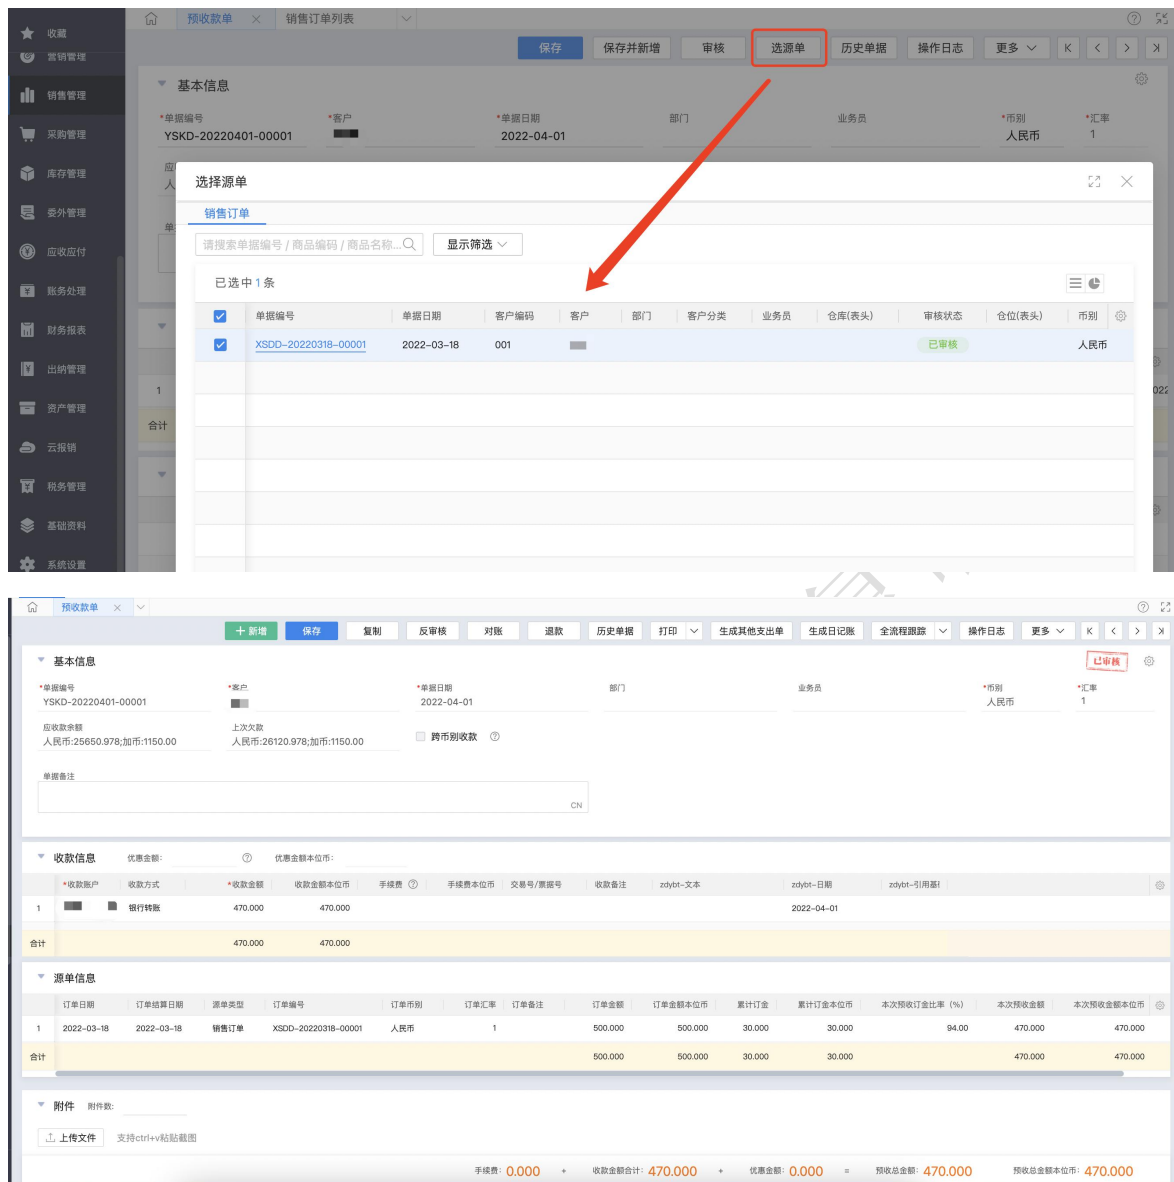 收藏
预收款单
销售订单列表
营销管理
保存
保存并新增
审核
选源单
历史单据
操作日志
更多
销售管理
基本信息
*单据编号
*客户
*单据日期
部门
业务员
*币别
*汇率
采购管理
YSKD-20220401-00001
2022-04-01
人民币
1
库存管理
选择源单
委外管理
销售订单
请搜索单据编号 / 商品编码 / 商品名称...
显示筛选
应收应付
已选中1条
账务处理
单据编号
单据日期
客户编码
客户
部门
客户分类
业务员
仓库(表头)
审核状态
仓位(表头)
币别
财务报表
XSDD-20220318-00001
2022-03-18
001
已审核
人民币
出纳管理
1
资产管理
合计
云报销
税务管理
基础资料
系统设置
预收款单
新增
保存
复制
反审核
对账
退款
历史单据
打印
生成其他支出单
生成日记账
全流程跟踪
操作日志
更多
基本信息
已审核
*单据编号
*客户
*单据日期
部门
业务员
*币别
*汇率
YSKD-20220401-00001
2022-04-01
人民币
1
应收款余额
上次欠款
人民币:25650.978;加币:1150.00
人民币:26120.978;加币:1150.00
跨币别收款
单据备注
CN
收款信息
优惠金额:
优惠金额本位币:
*收款账户
收款方式
*收款金额
收款金额本位币
手续费
手续费本位币
交易号/票据号
收款备注
zdybt-文本
zdybt-日期
zdybt-引用基
1
银行转账
470.000
470.000
2022-04-01
合计
470.000
470.000
源单信息
订单日期
订单结算日期
源单类型
订单编号
订单币别
订单汇率
订单备注
订单金额
订单金额本位币
累计订金
累计订金本位币
本次预收订金比率（%）
本次预收金额
本次预收金额本位币
1
2022-03-18
2022-03-18
销售订单
XSDD-20220318-00001
人民币
1
500.000
500.000
30.000
30.000
94.00
470.000
470.000
合计
500.000
500.000
30.000
30.000
470.000
470.000
附件
附件数:
上传文件
支持ctrl+v粘贴截图
手续费: 0.000 + 收款金额合计: 470.000 + 优惠金额: 0.000 = 预收总金额: 470.000 预收总金额本位币: 470.000